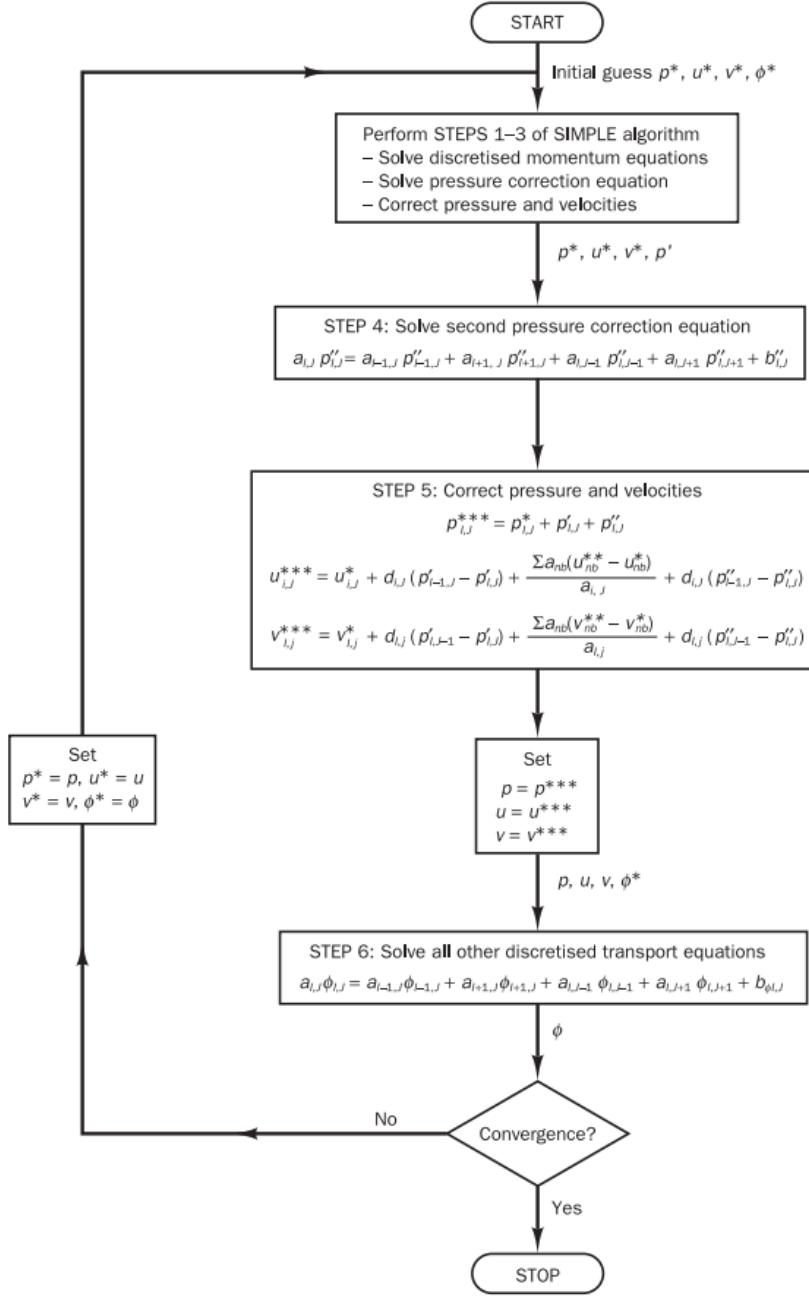 START
Initial guess p*, u*, v*, ϕ*
Perform STEPS 1–3 of SIMPLE algorithm
– Solve discretised momentum equations
– Solve pressure correction equation
– Correct pressure and velocities
p*, u*, v*, p′
STEP 4: Solve second pressure correction equation
a_{I,J} p″_{I,J} = a_{I–1,J} p″_{I–1,J} + a_{I+1,J} p″_{I+1,J} + a_{I,J–1} p″_{I,J–1} + a_{I,J+1} p″_{I,J+1} + b″_{I,J}
STEP 5: Correct pressure and velocities
p***_{I,J} = p*_{I,J} + p′_{I,J} + p″_{I,J}
u***_{i,J} = u*_{i,J} + d_{i,J} (p′_{I–1,J} – p′_{I,J}) + Σa_{nb}(u**_{nb} – u*_{nb}) / a_{i,J} + d_{i,J} (p″_{I–1,J} – p″_{I,J})
v***_{I,j} = v*_{I,j} + d_{I,j} (p′_{I,J–1} – p′_{I,J}) + Σa_{nb}(v**_{nb} – v*_{nb}) / a_{I,j} + d_{I,j} (p″_{I,J–1} – p″_{I,J})
Set
p* = p, u* = u
v* = v, ϕ* = ϕ
Set
p = p***
u = u***
v = v***
p, u, v, ϕ*
STEP 6: Solve all other discretised transport equations
a_{I,J} ϕ_{I,J} = a_{I–1,J} ϕ_{I–1,J} + a_{I+1,J} ϕ_{I+1,J} + a_{I,J–1} ϕ_{I,J–1} + a_{I,J+1} ϕ_{I,J+1} + b_{ϕI,J}
ϕ
No
Convergence?
Yes
STOP